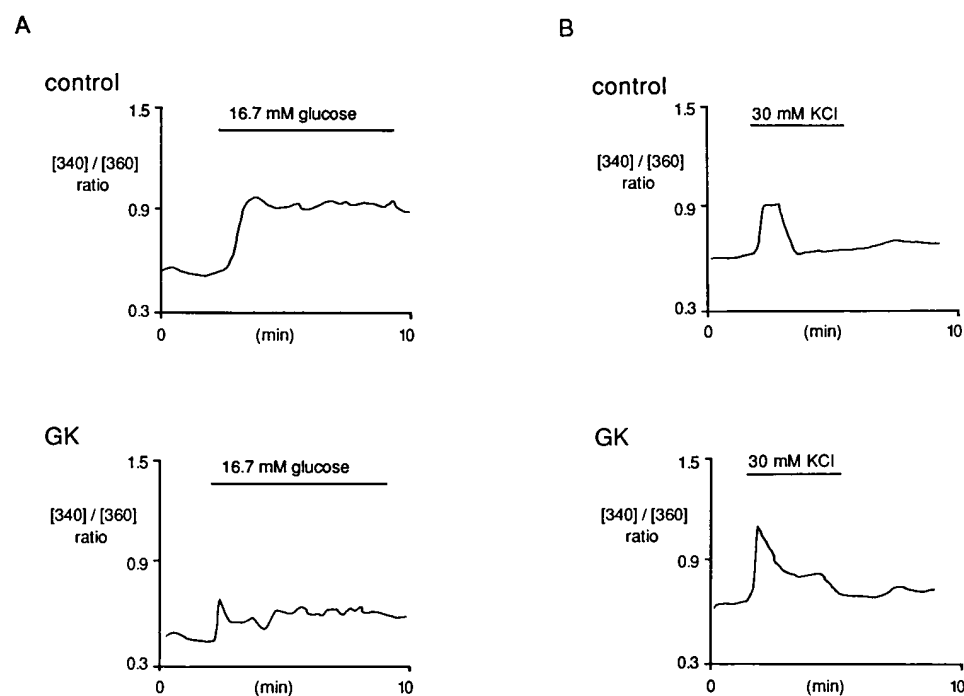 A
control
16.7 mM glucose
1.5
[340] / [360]
ratio
0.9
0.3
0
(min)
10
B
control
30 mM KCl
1.5
[340] / [360]
ratio
0.9
0.3
0
(min)
10
GK
16.7 mM glucose
1.5
[340] / [360]
ratio
0.9
0.3
0
(min)
10
GK
30 mM KCl
1.5
[340] / [360]
ratio
0.9
0.3
0
(min)
10